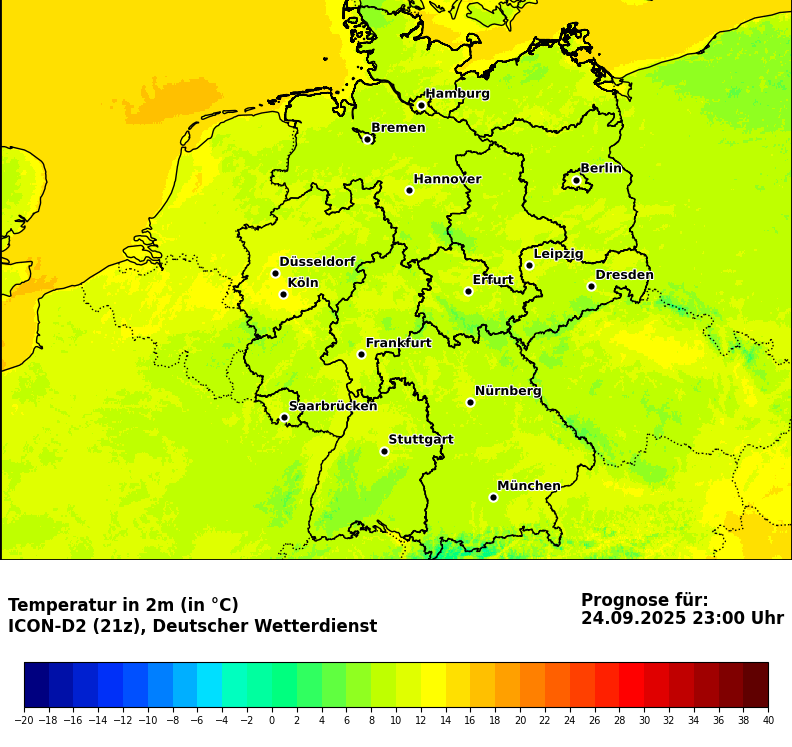 Hamburg
Bremen
Berlin
Hannover
Leipzig
Düsseldorf
Dresden
Köln
Erfurt
Frankfurt
Nürnberg
Saarbrücken
Stuttgart
München
Temperatur in 2m (in °C)
ICON-D2 (21z), Deutscher Wetterdienst
Prognose für:
24.09.2025 23:00 Uhr
−20 −18 −16 −14 −12 −10 −8 −6 −4 −2 0 2 4 6 8 10 12 14 16 18 20 22 24 26 28 30 32 34 36 38 40